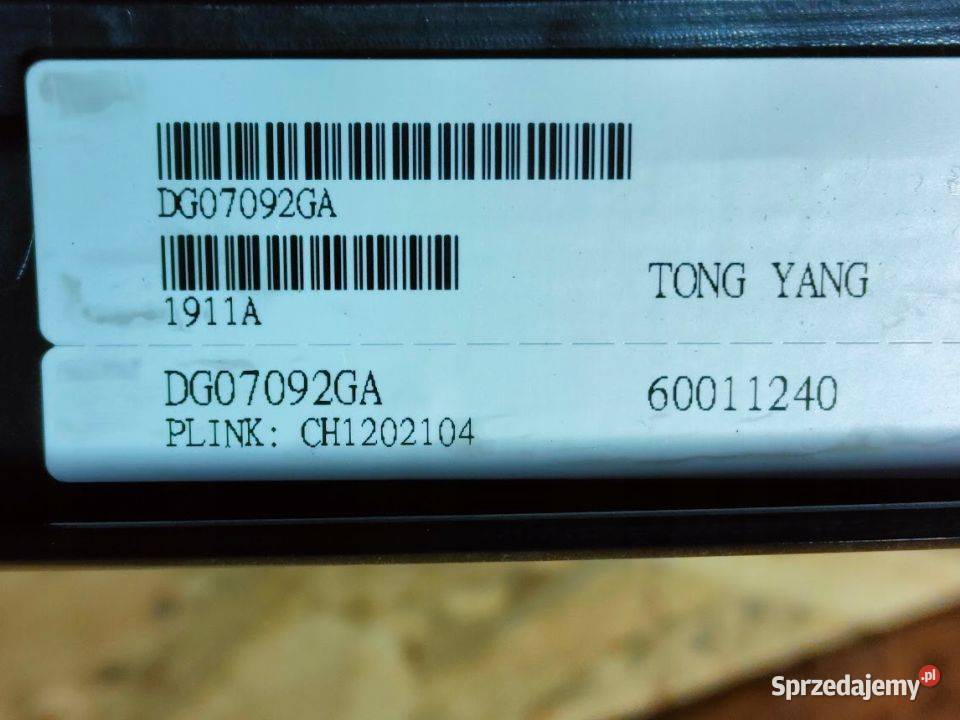 DG07092GA
1911A
TONG YANG
DG07092GA
60011240
PLINK: CH1202104
Sprzedajemy.pl